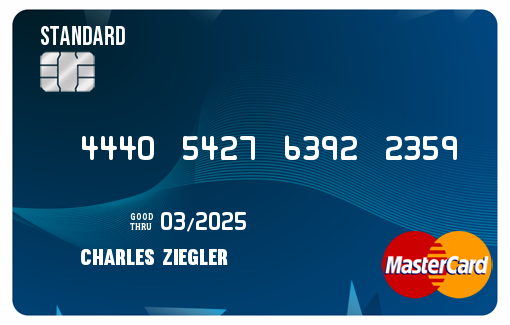 STANDARD
4440 5427 6392 2359
GOOD
THRU 03/2025
CHARLES ZIEGLER
MasterCard